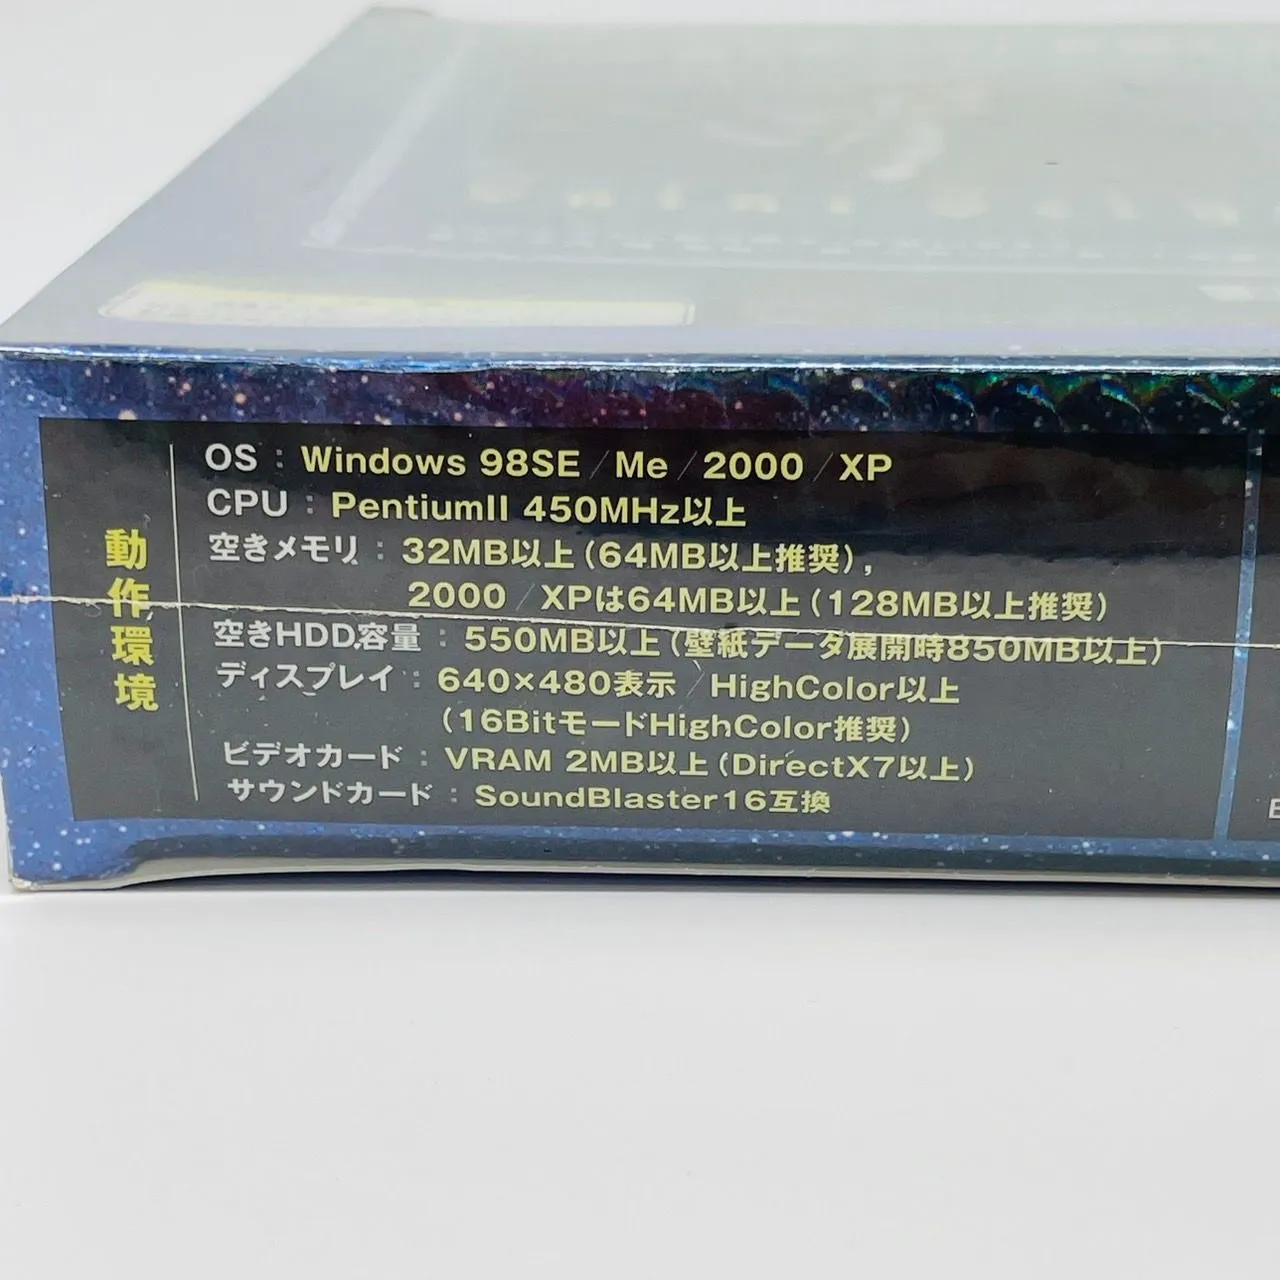 動作環境
OS：Windows 98SE／Me／2000／XP
CPU：PentiumII 450MHz以上
空きメモリ：32MB以上（64MB以上推奨），
2000／XPは64MB以上（128MB以上推奨）
空きHDD容量：550MB以上（壁紙データ展開時850MB以上）
ディスプレイ：640×480表示／HighColor以上
（16BitモードHighColor推奨）
ビデオカード：VRAM 2MB以上（DirectX7以上）
サウンドカード：SoundBlaster16互換